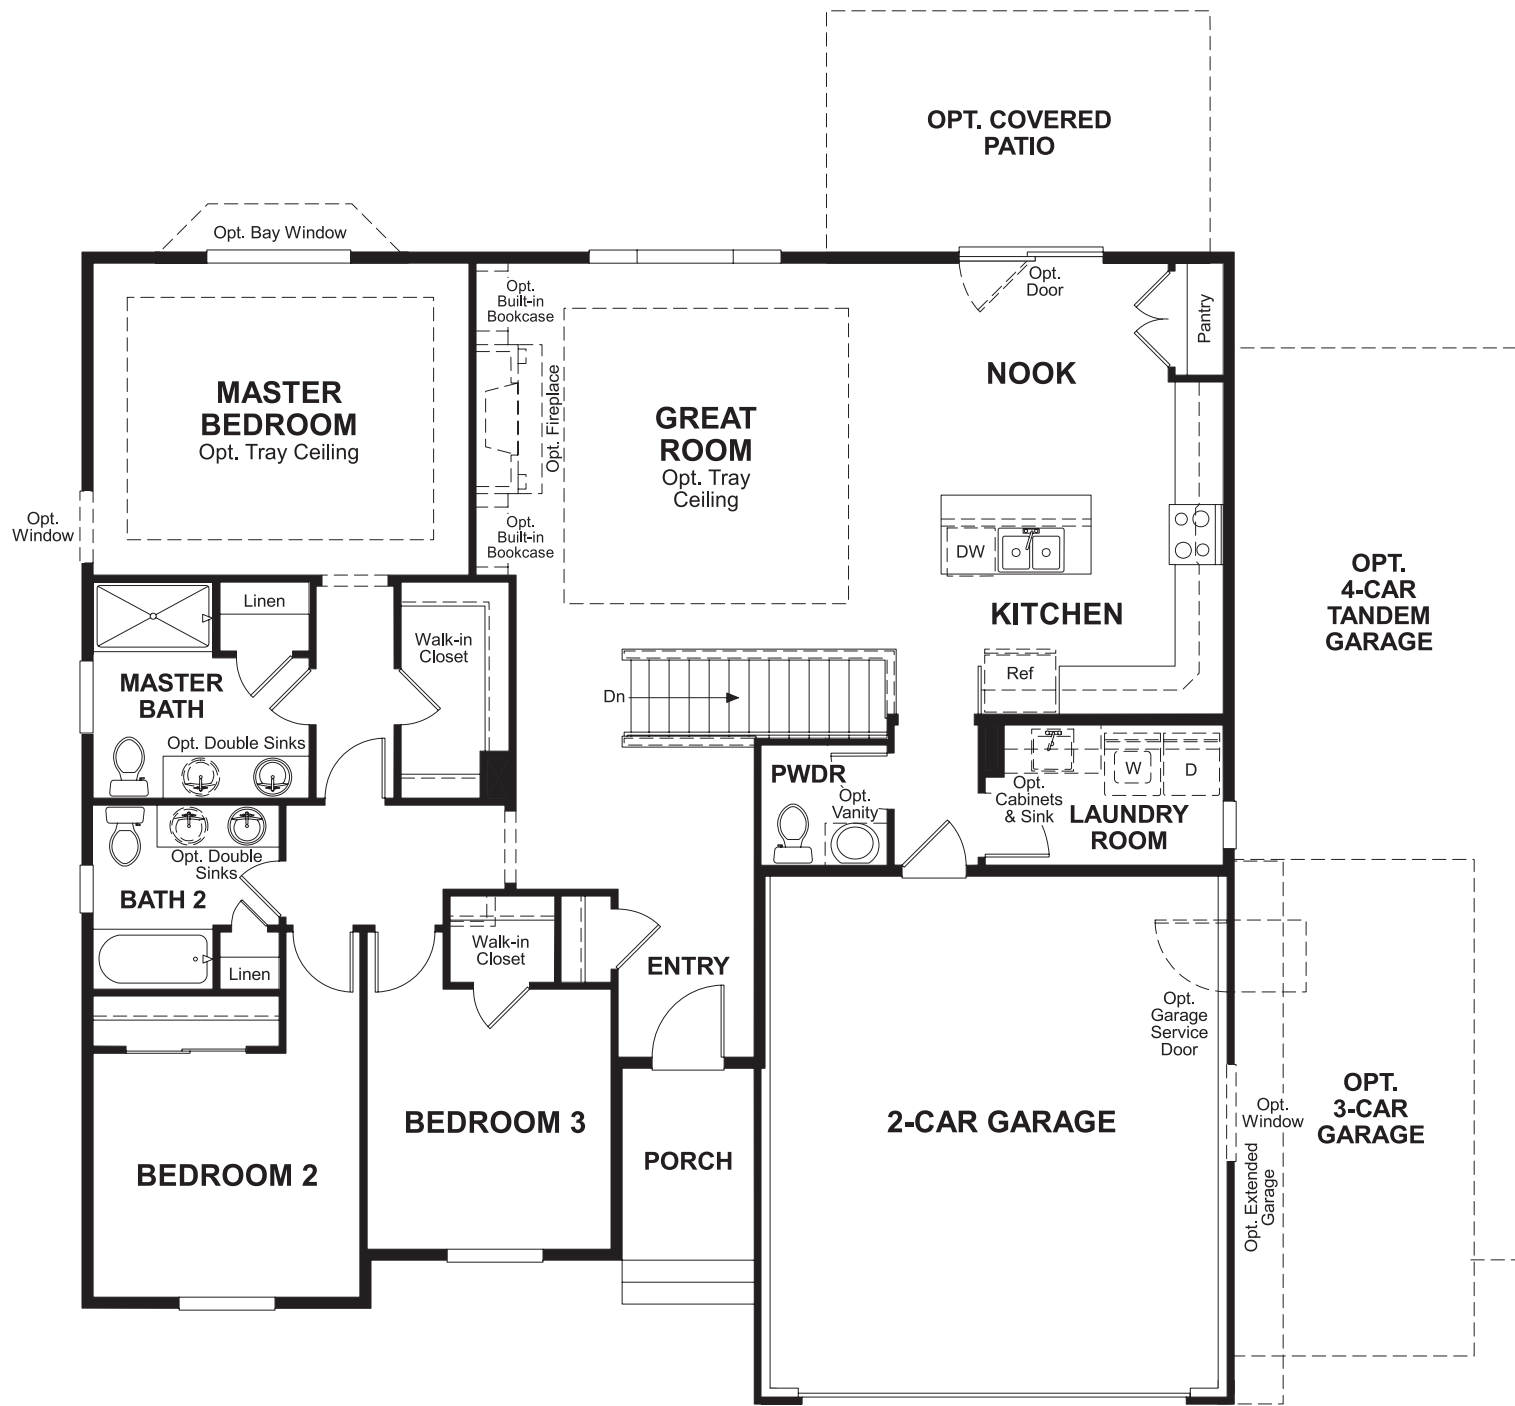 OPT. COVERED
PATIO
Opt. Bay Window
Opt.
Built-in
Bookcase
Opt.
Door
Pantry
MASTER
BEDROOM
Opt. Tray Ceiling
Opt. Fireplace
GREAT
ROOM
Opt. Tray
Ceiling
NOOK
Opt.
Window
Opt.
Built-in
Bookcase
DW
KITCHEN
OPT.
4-CAR
TANDEM
GARAGE
Linen
Walk-in
Closet
MASTER
BATH
Dn
Ref
Opt. Double Sinks
PWDR
Opt.
Vanity
Opt.
Cabinets
& Sink
W
D
LAUNDRY
ROOM
Opt. Double
Sinks
BATH 2
Linen
Walk-in
Closet
ENTRY
Opt.
Garage
Service
Door
BEDROOM 2
BEDROOM 3
PORCH
2-CAR GARAGE
Opt.
Window
Opt. Extended
Garage
OPT.
3-CAR
GARAGE